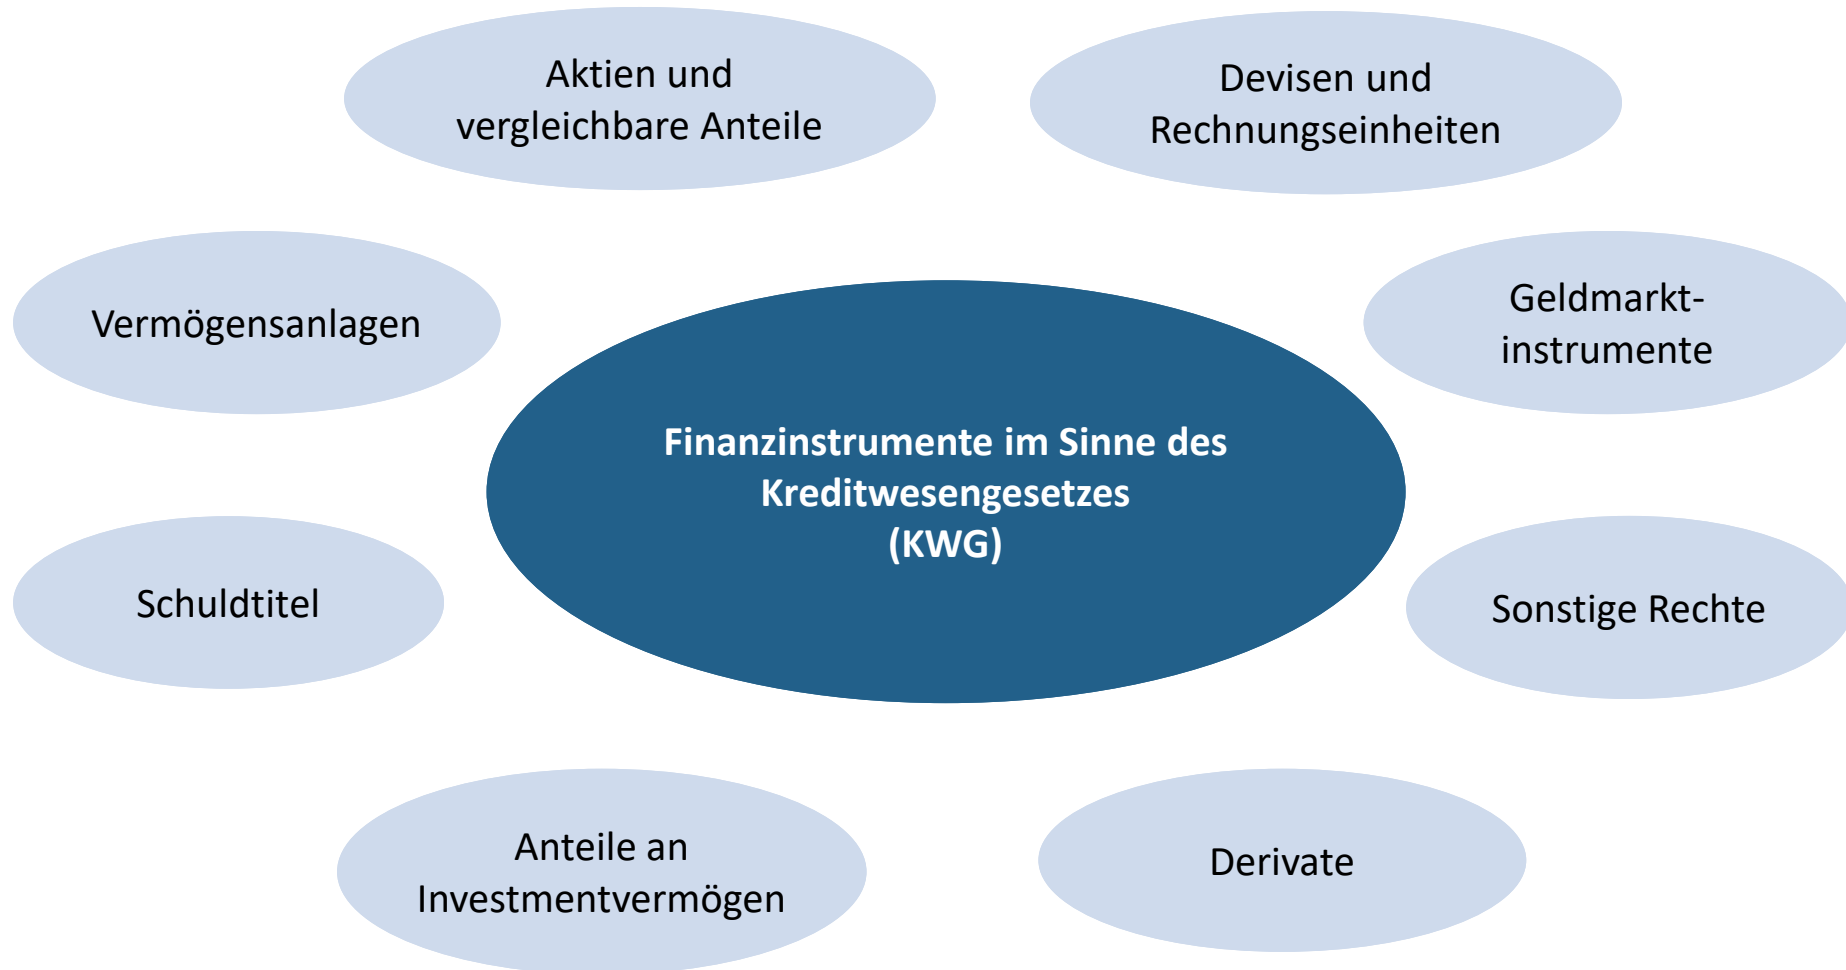 Aktien und
vergleichbare Anteile
Devisen und
Rechnungseinheiten
Vermögensanlagen
Geldmarkt-
instrumente
Finanzinstrumente im Sinne des
Kreditwesengesetzes
(KWG)
Schuldtitel
Sonstige Rechte
Anteile an
Investmentvermögen
Derivate